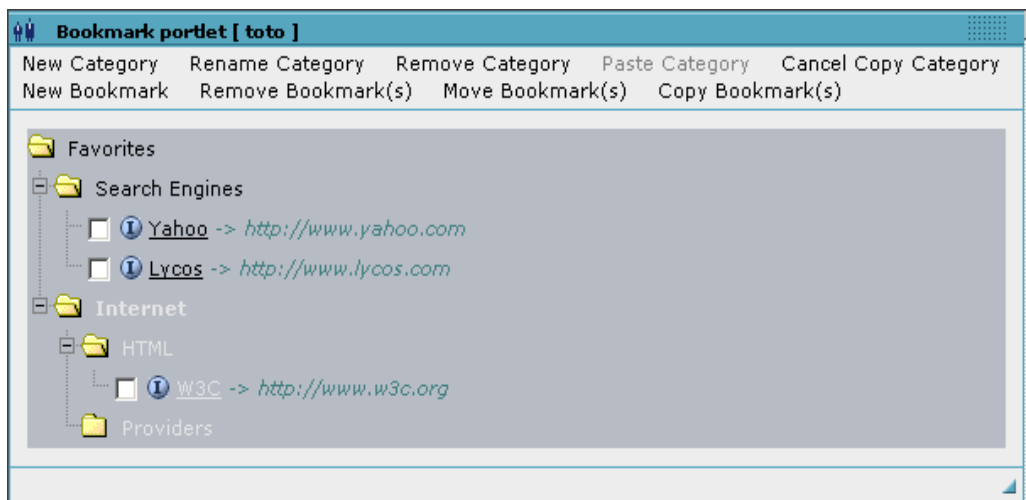 Bookmark portlet [ toto ]
New Category Rename Category Remove Category Paste Category Cancel Copy Category
New Bookmark Remove Bookmark(s) Move Bookmark(s) Copy Bookmark(s)
Favorites
Search Engines
Yahoo -> http://www.yahoo.com
Lycos -> http://www.lycos.com
Internet
HTML
W3C -> http://www.w3c.org
Providers